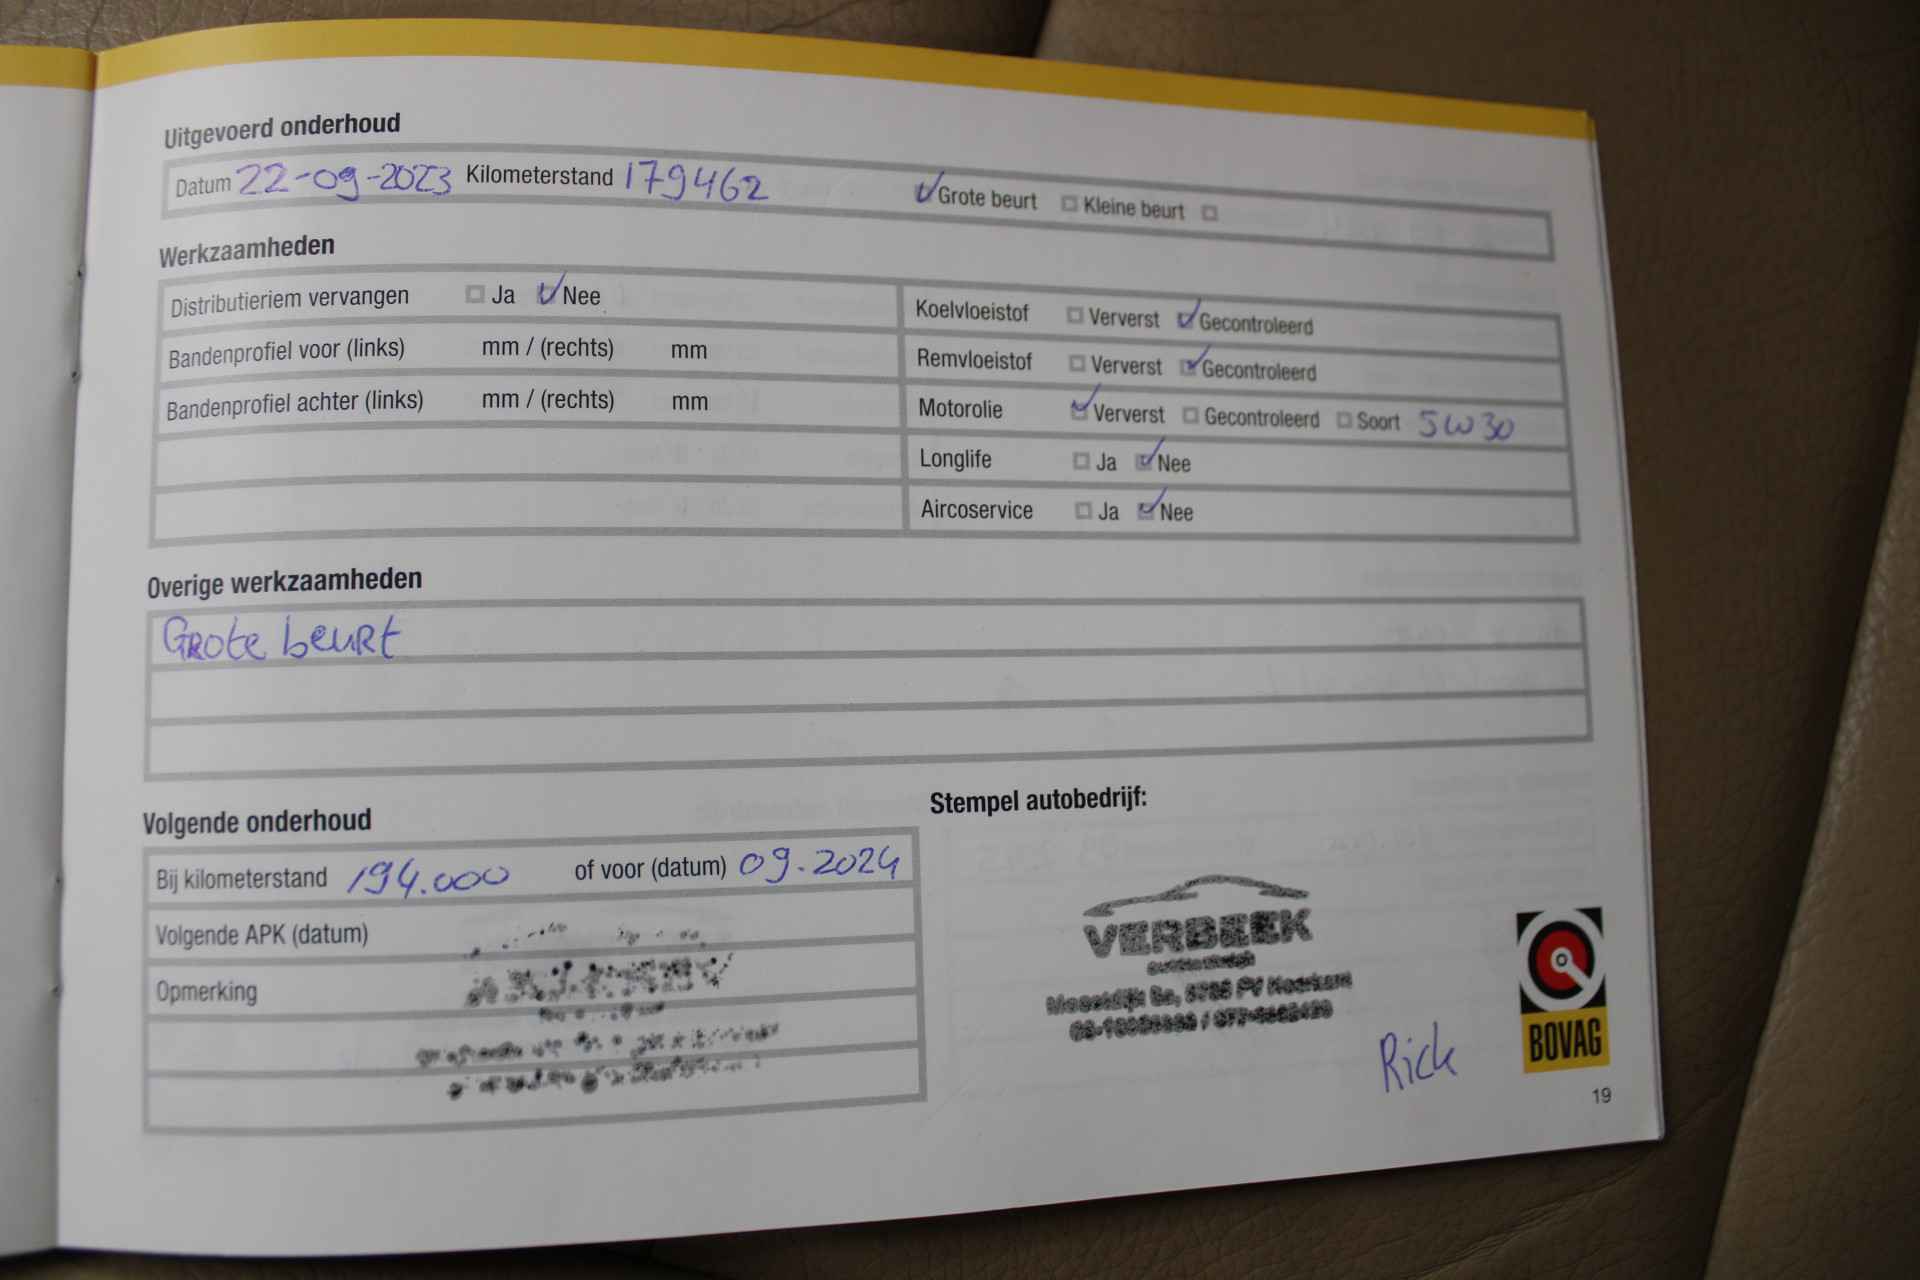 Uitgevoerd onderhoud
Datum 22-09-2023 Kilometerstand 179462 Grote beurt Kleine beurt
Werkzaamheden
Distributieriem vervangen Ja Nee
Bandenprofiel voor (links) mm / (rechts) mm
Bandenprofiel achter (links) mm / (rechts) mm
Koelvloeistof Ververst Gecontroleerd
Remvloeistof Ververst Gecontroleerd
Motorolie Ververst Gecontroleerd Soort 5W30
Longlife Ja Nee
Aircoservice Ja Nee
Overige werkzaamheden
Grote beurt
Volgende onderhoud
Bij kilometerstand 194.000 of voor (datum) 09.2024
Volgende APK (datum)
Opmerking
Stempel autobedrijf:
VERBEEK
Rick
BOVAG
19